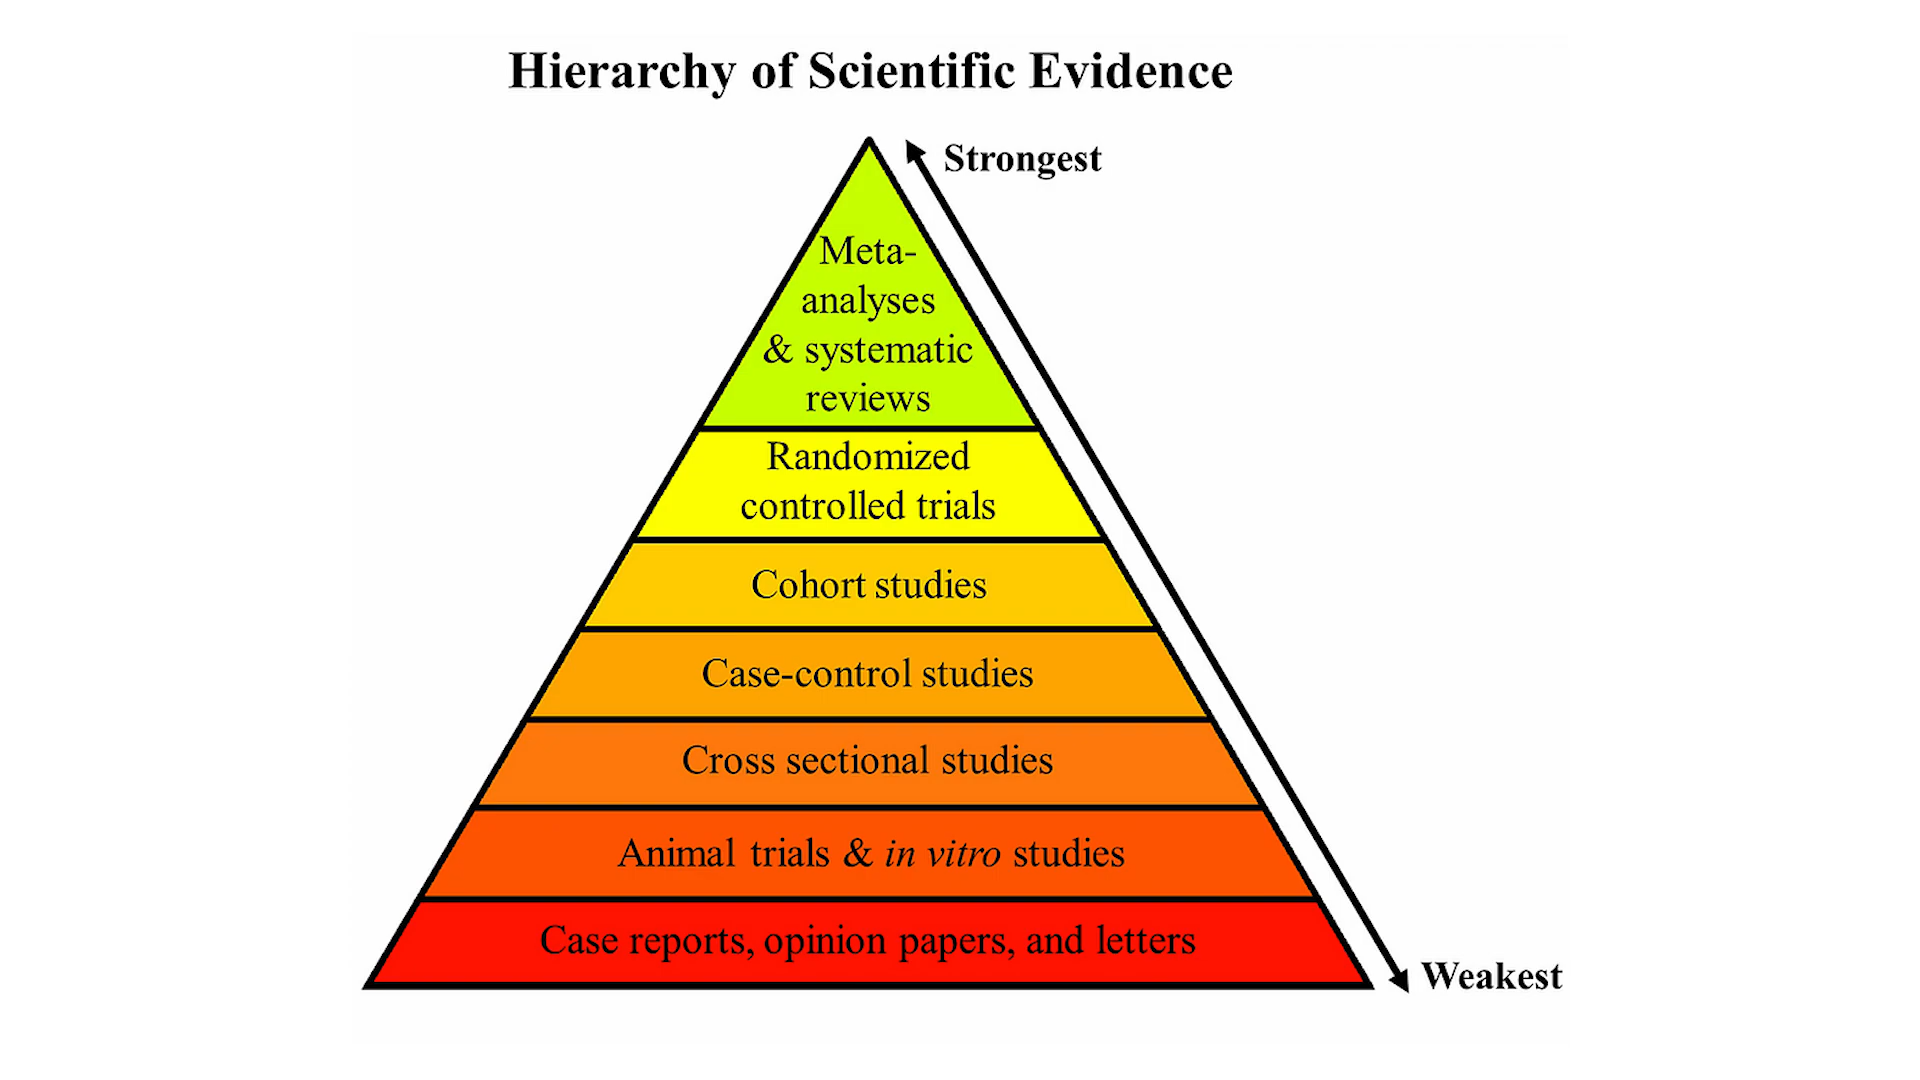 Hierarchy of Scientific Evidence
Strongest
Meta-
analyses
& systematic
reviews
Randomized
controlled trials
Cohort studies
Case-control studies
Cross sectional studies
Animal trials & in vitro studies
Case reports, opinion papers, and letters
Weakest